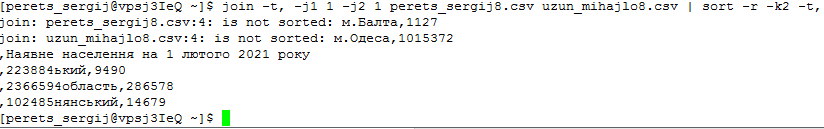 [perets_sergij@vpsj3IeQ ~]$ join -t, -j1 1 -j2 1 perets_sergij8.csv uzun_mihajlo8.csv | sort -r -k2 -t,
join: perets_sergij8.csv:4: is not sorted: м.Балта,1127
join: uzun_mihajlo8.csv:4: is not sorted: м.Одеса,1015372
,Наявне населення на 1 лютого 2021 року
,223884ький,9490
,2366594область,286578
,102485нянський,14679
[perets_sergij@vpsj3IeQ ~]$